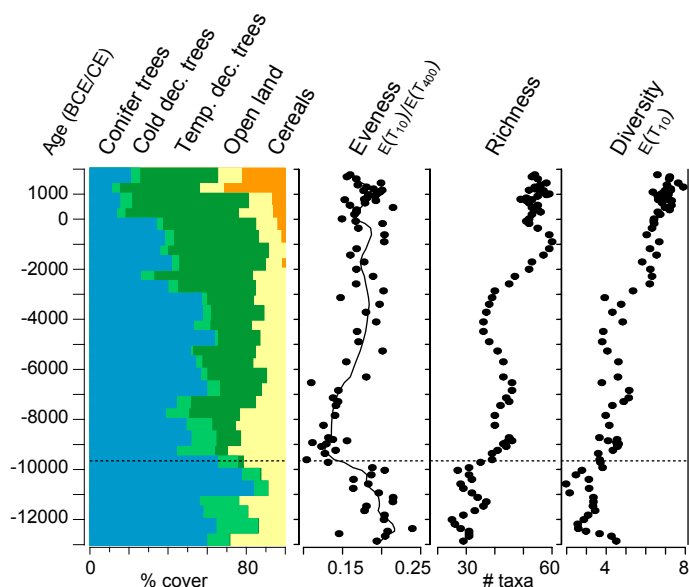 Age (BCE/CE)
Conifer trees
Cold dec. trees
Temp. dec. trees
Open land
Cereals
Eveness
E(T10)/E(T400)
Richness
Diversity
E(T10)
1000
0
-2000
-4000
-6000
-8000
-10000
-12000
0
40
80
% cover
0.15
0.25
20
60
# taxa
4
8